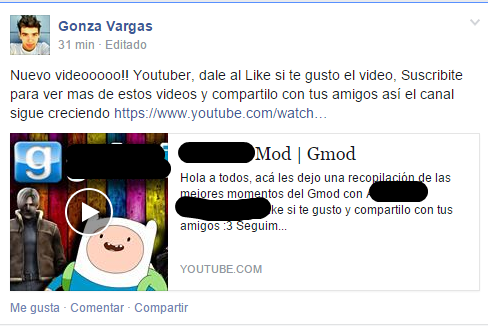 Gonza Vargas
31 min · Editado
Nuevo videooooo!! Youtuber, dale al Like si te gusto el video, Suscribite
para ver mas de estos videos y compartilo con tus amigos así el canal
sigue creciendo https://www.youtube.com/watch…
g
Mod | Gmod
Hola a todos, acá les dejo una recopilación de las
mejores momentos del Gmod con
ke si te gusto y compartilo con tus
amigos :3 Seguim...
YOUTUBE.COM
Me gusta · Comentar · Compartir